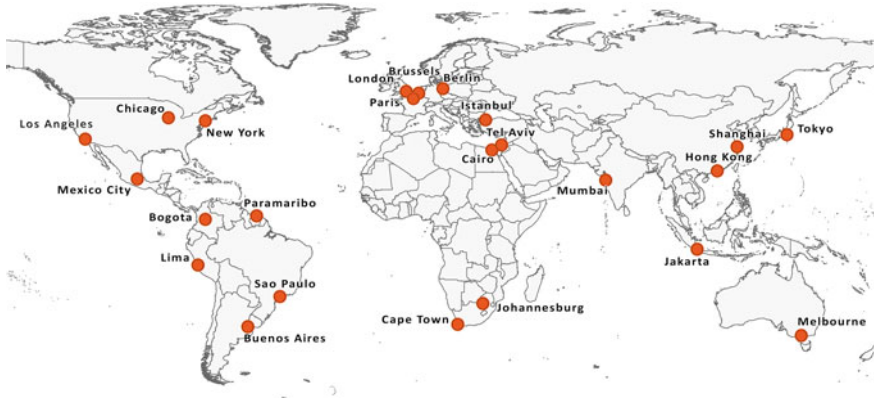 Brussels
London
Berlin
Paris
Istanbul
Chicago
New York
Los Angeles
Tel Aviv
Shanghai
Tokyo
Cairo
Hong Kong
Mexico City
Mumbai
Paramaribo
Bogota
Lima
Jakarta
Sao Paulo
Johannesburg
Cape Town
Melbourne
Buenos Aires